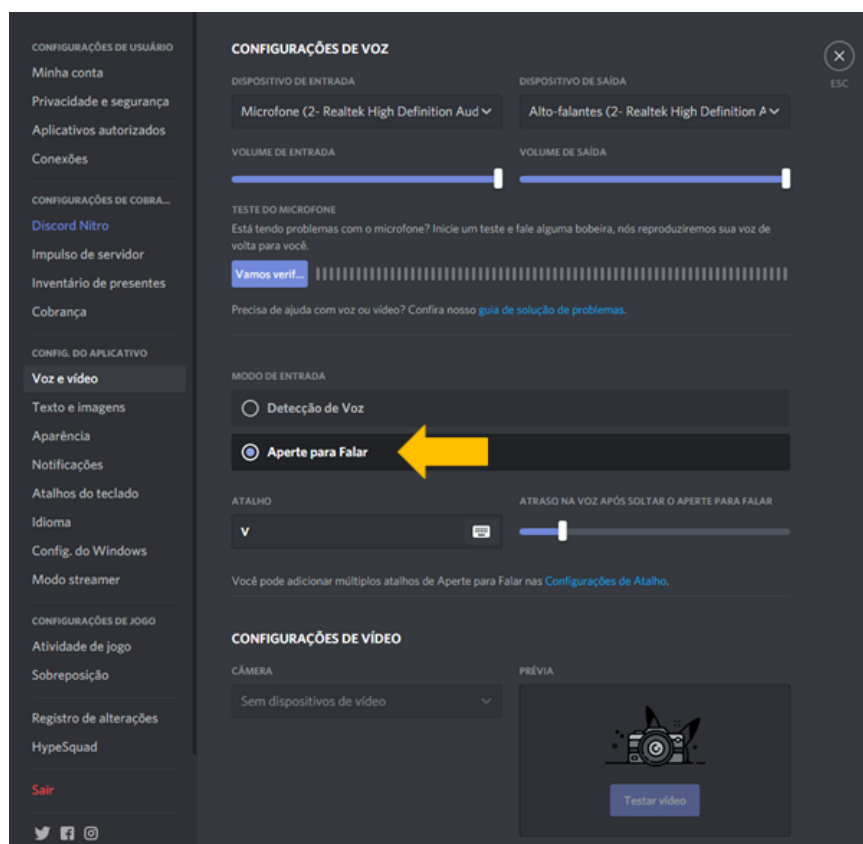 CONFIGURAÇÕES DE USUÁRIO
Minha conta
Privacidade e segurança
Aplicativos autorizados
Conexões
CONFIGURAÇÕES DE COBRA...
Discord Nitro
Impulso de servidor
Inventário de presentes
Cobrança
CONFIG. DO APLICATIVO
Voz e vídeo
Texto e imagens
Aparência
Notificações
Atalhos do teclado
Idioma
Config. do Windows
Modo streamer
CONFIGURAÇÕES DE JOGO
Atividade de jogo
Sobreposição
Registro de alterações
HypeSquad
Sair
CONFIGURAÇÕES DE VOZ
DISPOSITIVO DE ENTRADA
Microfone (2- Realtek High Definition Aud
DISPOSITIVO DE SAÍDA
Alto-falantes (2- Realtek High Definition A
VOLUME DE ENTRADA
VOLUME DE SAÍDA
TESTE DO MICROFONE
Está tendo problemas com o microfone? Inicie um teste e fale alguma bobeira, nós reproduziremos sua voz de
volta para você.
Vamos verif...
Precisa de ajuda com voz ou vídeo? Confira nosso guia de solução de problemas.
MODO DE ENTRADA
Detecção de Voz
Aperte para Falar
ATALHO
V
ATRASO NA VOZ APÓS SOLTAR O APERTE PARA FALAR
Você pode adicionar múltiplos atalhos de Aperte para Falar nas Configurações de Atalho.
CONFIGURAÇÕES DE VÍDEO
CÂMERA
Sem dispositivos de vídeo
PRÉVIA
Testar vídeo
ESC